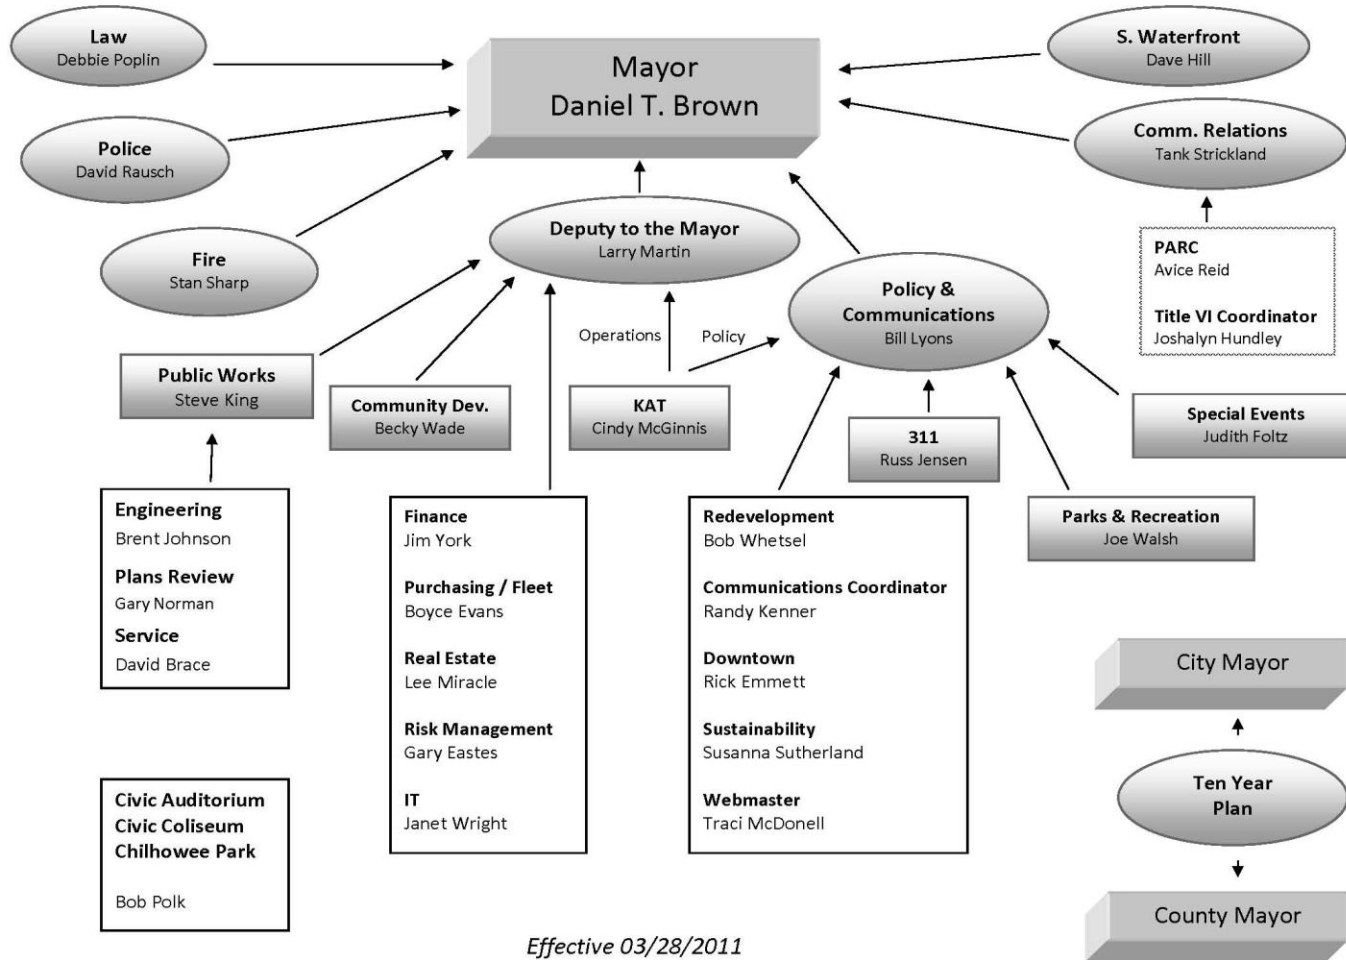 Law
Debbie Poplin
Mayor
Daniel T. Brown
S. Waterfront
Dave Hill
Police
David Rausch
Comm. Relations
Tank Strickland
Fire
Stan Sharp
Deputy to the Mayor
Larry Martin
Policy &
Communications
Bill Lyons
PARC
Avice Reid
Title VI Coordinator
Joshalyn Hundley
Operations
Policy
Public Works
Steve King
Community Dev.
Becky Wade
KAT
Cindy McGinnis
311
Russ Jensen
Special Events
Judith Foltz
Parks & Recreation
Joe Walsh
Engineering
Brent Johnson
Plans Review
Gary Norman
Service
David Brace
Finance
Jim York
Purchasing / Fleet
Boyce Evans
Real Estate
Lee Miracle
Risk Management
Gary Eastes
IT
Janet Wright
Redevelopment
Bob Whetsel
Communications Coordinator
Randy Kenner
Downtown
Rick Emmett
Sustainability
Susanna Sutherland
Webmaster
Traci McDonell
Civic Auditorium
Civic Coliseum
Chilhowee Park
Bob Polk
City Mayor
Ten Year
Plan
County Mayor
Effective 03/28/2011